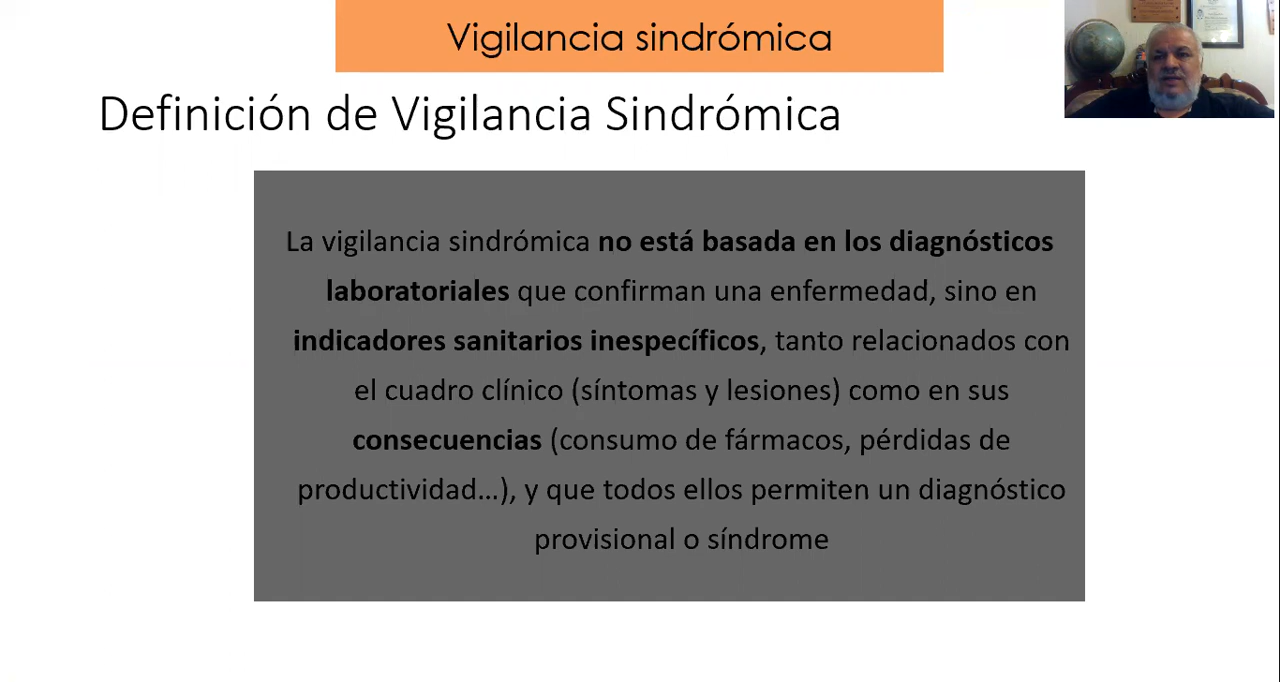 Vigilancia sindrómica
Definición de Vigilancia Sindrómica
La vigilancia sindrómica no está basada en los diagnósticos
laboratoriales que confirman una enfermedad, sino en
indicadores sanitarios inespecíficos, tanto relacionados con
el cuadro clínico (síntomas y lesiones) como en sus
consecuencias (consumo de fármacos, pérdidas de
productividad...), y que todos ellos permiten un diagnóstico
provisional o síndrome